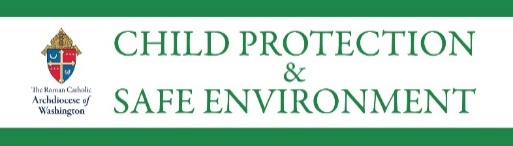 The Roman Catholic
Archdiocese of
Washington
CHILD PROTECTION
&
SAFE ENVIRONMENT